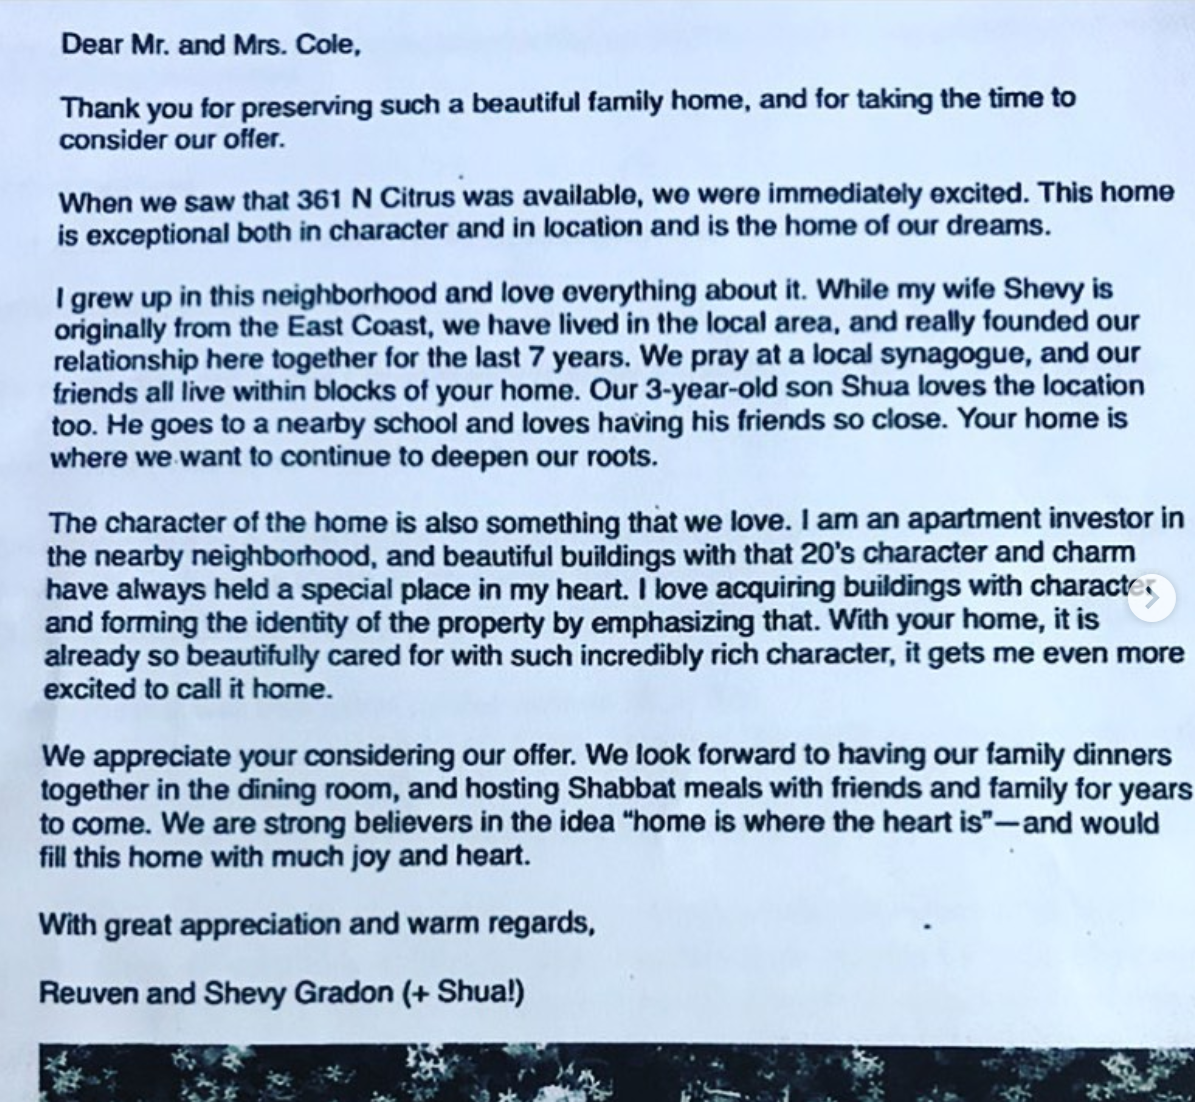 Dear Mr. and Mrs. Cole,
Thank you for preserving such a beautiful family home, and for taking the time to
consider our offer.
When we saw that 361 N Citrus was available, we were immediately excited. This home
is exceptional both in character and in location and is the home of our dreams.
I grew up in this neighborhood and love everything about it. While my wife Shevy is
originally from the East Coast, we have lived in the local area, and really founded our
relationship here together for the last 7 years. We pray at a local synagogue, and our
friends all live within blocks of your home. Our 3-year-old son Shua loves the location
too. He goes to a nearby school and loves having his friends so close. Your home is
where we want to continue to deepen our roots.
The character of the home is also something that we love. I am an apartment investor in
the nearby neighborhood, and beautiful buildings with that 20's character and charm
have always held a special place in my heart. I love acquiring buildings with character,
and forming the identity of the property by emphasizing that. With your home, it is
already so beautifully cared for with such incredibly rich character, it gets me even more
excited to call it home.
We appreciate your considering our offer. We look forward to having our family dinners
together in the dining room, and hosting Shabbat meals with friends and family for years
to come. We are strong believers in the idea “home is where the heart is”—and would
fill this home with much joy and heart.
With great appreciation and warm regards,
Reuven and Shevy Gradon (+ Shua!)